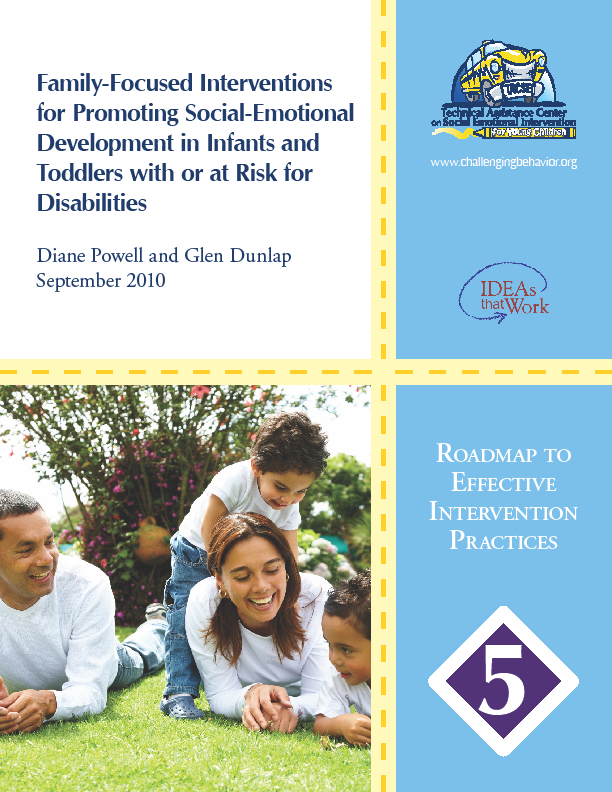 Family-Focused Interventions
for Promoting Social-Emotional
Development in Infants and
Toddlers with or at Risk for
Disabilities
Diane Powell and Glen Dunlap
September 2010
TACSEI
Technical Assistance Center
on Social Emotional Intervention
for Young Children
www.challengingbehavior.org
IDEAs
that Work
ROADMAP TO
EFFECTIVE
INTERVENTION
PRACTICES
5